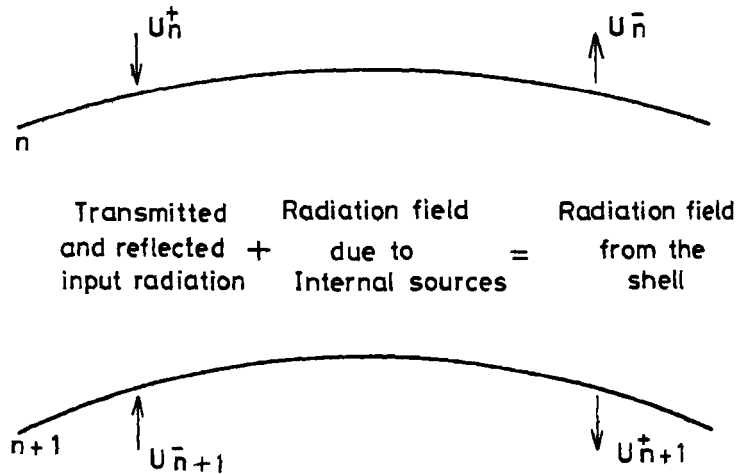 U⁺n U⁻n
n
Transmitted and reflected input radiation + Radiation field due to Internal sources = Radiation field from the shell
n+1 U⁻n+1 U⁺n+1